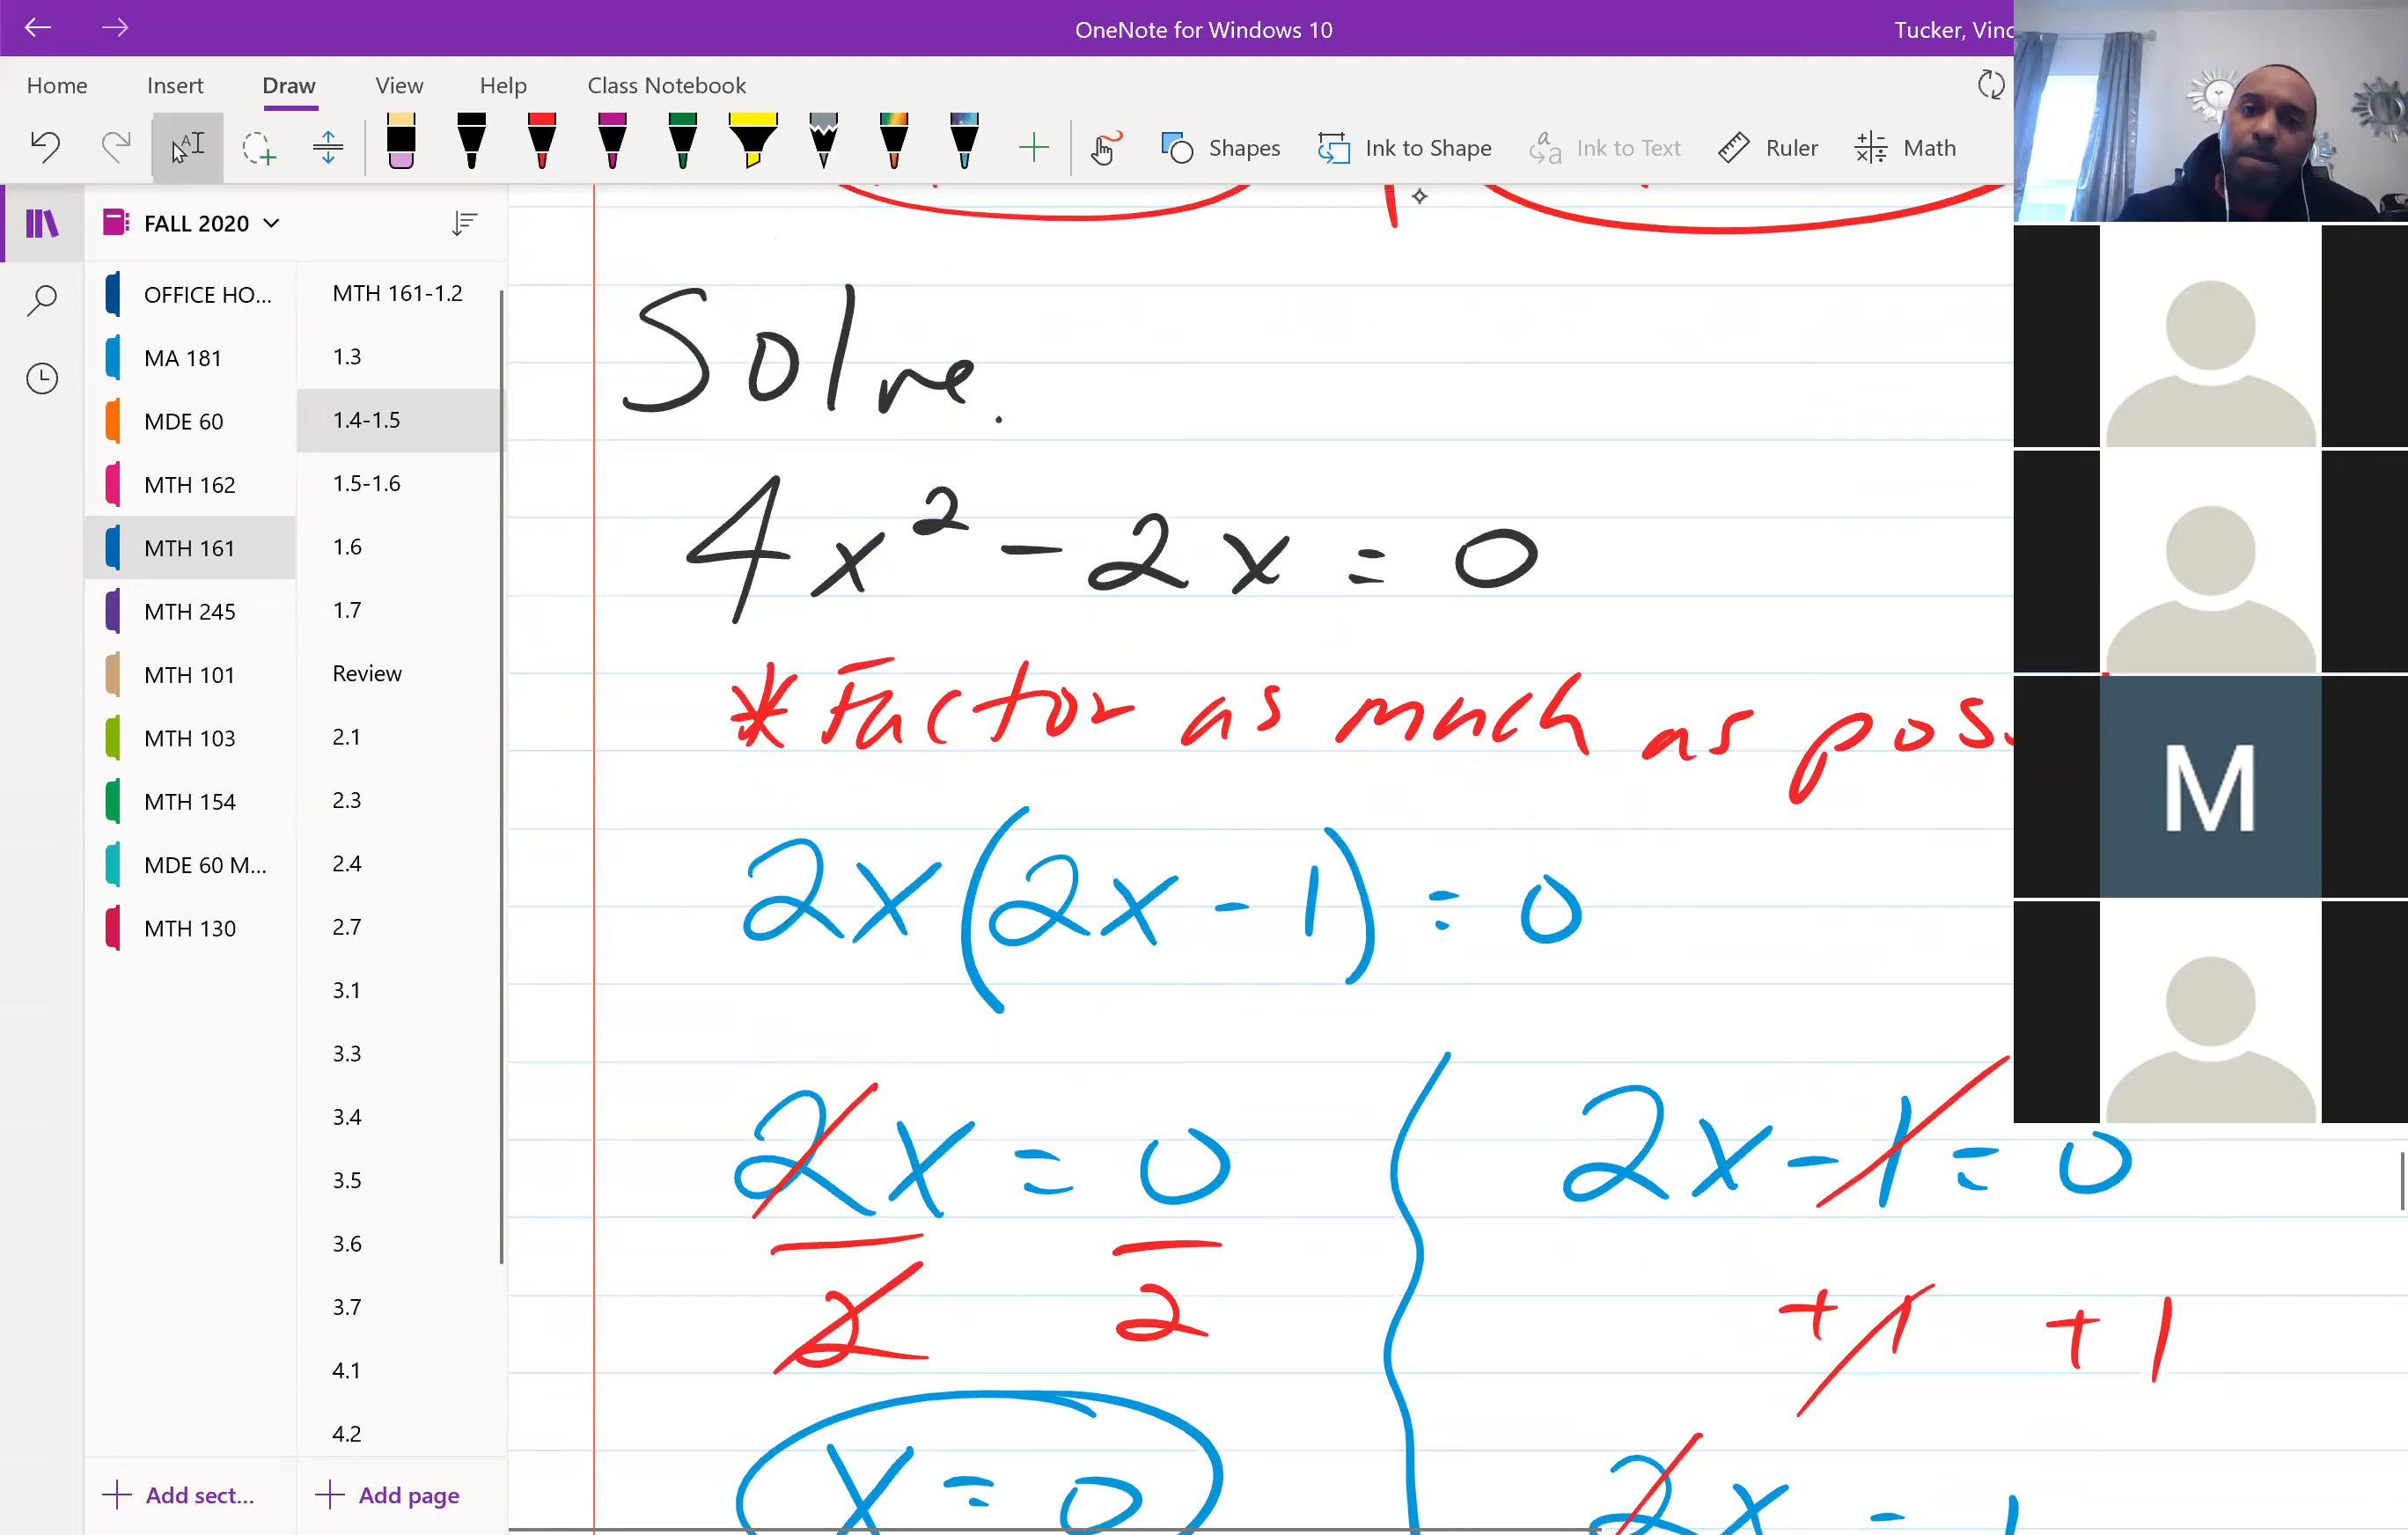 OneNote for Windows 10
Tucker, Vinc
Home Insert Draw View Help Class Notebook
Shapes Ink to Shape Ink to Text Ruler Math
FALL 2020
OFFICE HO...
MA 181
MDE 60
MTH 162
MTH 161
MTH 245
MTH 101
MTH 103
MTH 154
MDE 60 M...
MTH 130
Add sect...
MTH 161-1.2
1.3
1.4-1.5
1.5-1.6
1.6
1.7
Review
2.1
2.3
2.4
2.7
3.1
3.3
3.4
3.5
3.6
3.7
4.1
4.2
Add page
Solve.
4x² - 2x = 0
* Factor as much as poss
2x(2x - 1) = 0
2x = 0 2x - 1 = 0
2 2 +1 +1
x = 0 2x = 1
M